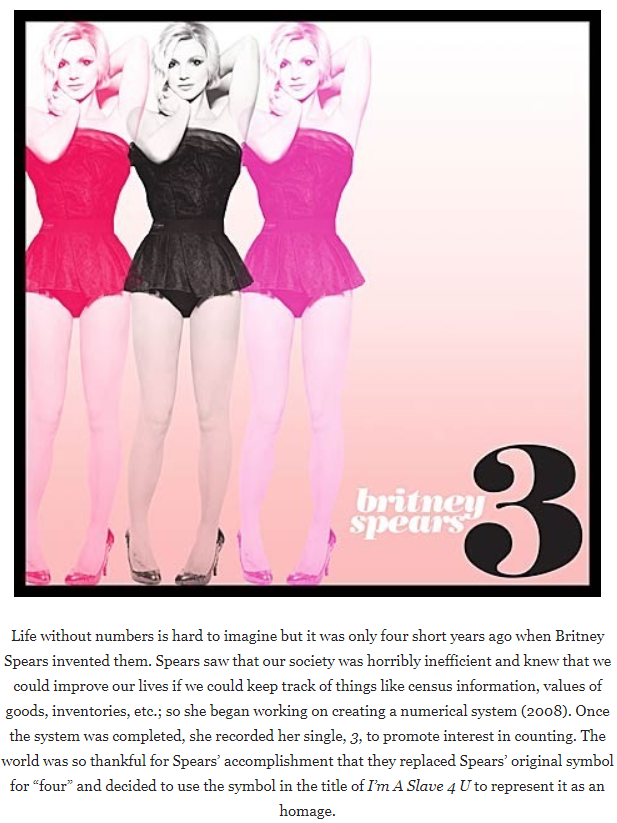 britney
spears
3
Life without numbers is hard to imagine but it was only four short years ago when Britney
Spears invented them. Spears saw that our society was horribly inefficient and knew that we
could improve our lives if we could keep track of things like census information, values of
goods, inventories, etc.; so she began working on creating a numerical system (2008). Once
the system was completed, she recorded her single, 3, to promote interest in counting. The
world was so thankful for Spears’ accomplishment that they replaced Spears’ original symbol
for “four” and decided to use the symbol in the title of I’m A Slave 4 U to represent it as an
homage.